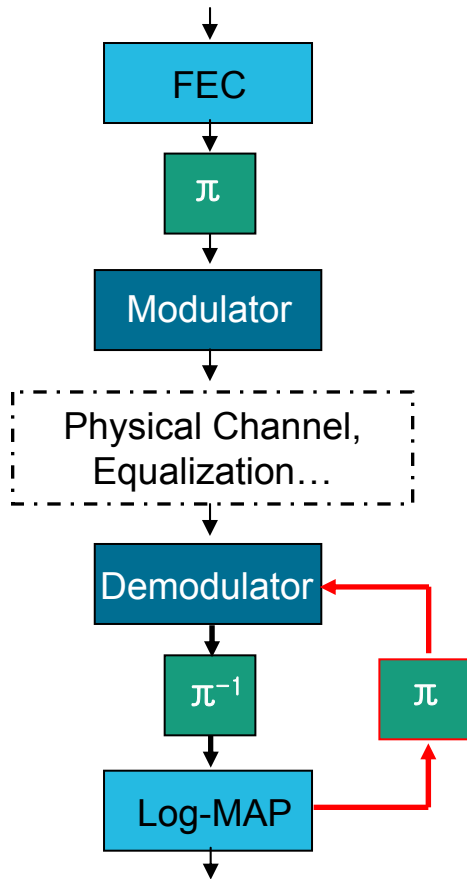 FEC
π
Modulator
Physical Channel,
Equalization…
Demodulator
π⁻¹
π
Log-MAP